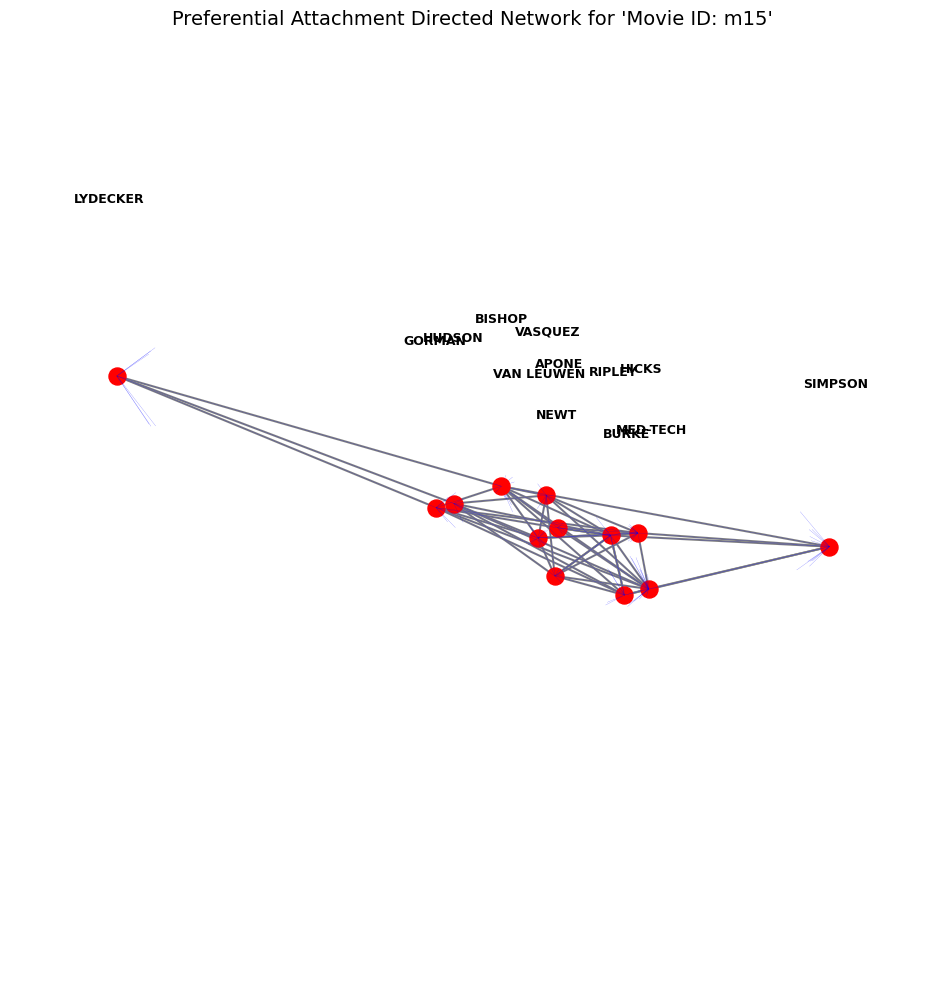 Preferential Attachment Directed Network for 'Movie ID: m15'
LYDECKER
BISHOP
VASQUEZ
HUDSON
GORMAN
APONE
HICKS
RIPLEY
VAN LEUWEN
SIMPSON
NEWT
MED-TECH
BURKE